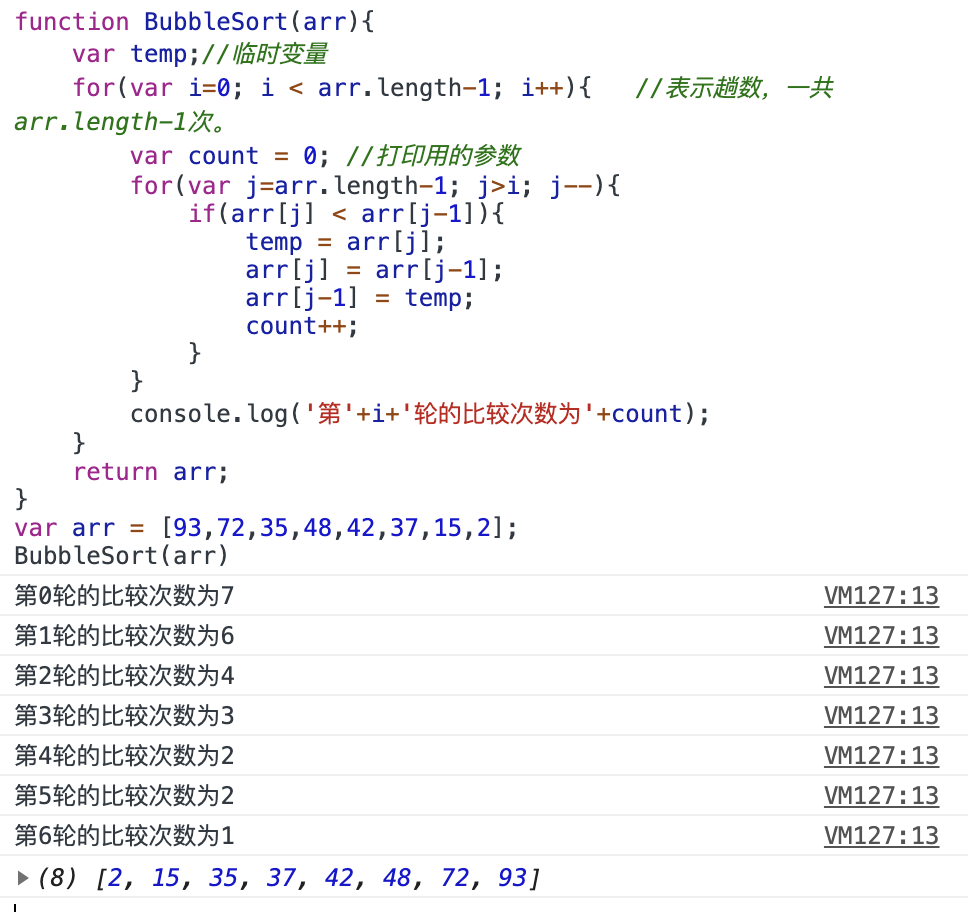 function BubbleSort(arr){
    var temp;//临时变量
    for(var i=0; i < arr.length-1; i++){   //表示趟数，一共
arr.length-1次。
        var count = 0; //打印用的参数
        for(var j=arr.length-1; j>i; j--){
            if(arr[j] < arr[j-1]){
                temp = arr[j];
                arr[j] = arr[j-1];
                arr[j-1] = temp;
                count++;
            }
        }
        console.log('第'+i+'轮的比较次数为'+count);
    }
    return arr;
}
var arr = [93,72,35,48,42,37,15,2];
BubbleSort(arr)
第0轮的比较次数为7 VM127:13
第1轮的比较次数为6 VM127:13
第2轮的比较次数为4 VM127:13
第3轮的比较次数为3 VM127:13
第4轮的比较次数为2 VM127:13
第5轮的比较次数为2 VM127:13
第6轮的比较次数为1 VM127:13
(8) [2, 15, 35, 37, 42, 48, 72, 93]